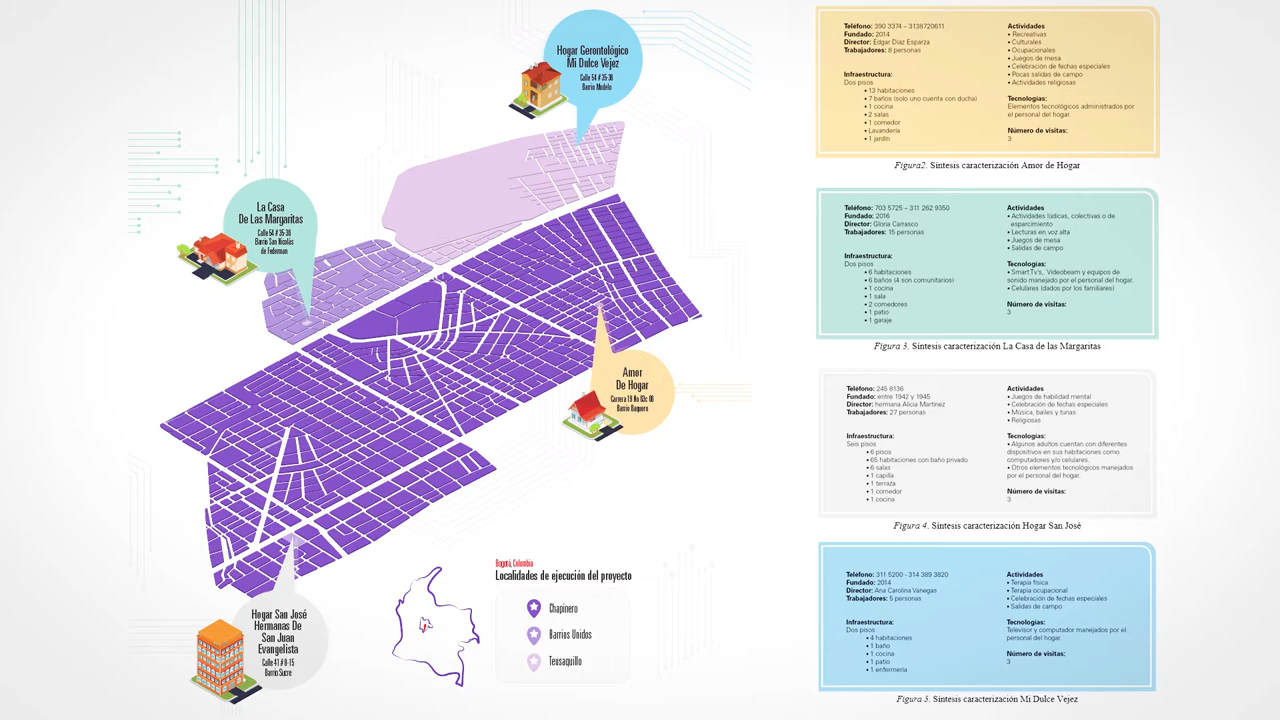 Hogar Gerontológico
Mi Dulce Vejez
Calle 54 # 35-36
Barrio Modelo
La Casa
De Las Margaritas
Calle 54 # 35-36
Barrio San Nicolás
de Federman
Amor
De Hogar
Carrera 19 No 63c 06
Barrio Baquero
Hogar San José
Hermanas De
San Juan
Evangelista
Calle 41 # 8-15
Barrio Sucre
Bogotá, Colombia
Localidades de ejecución del proyecto
Chapinero
Barrios Unidos
Teusaquillo
Teléfono: 390 3374 – 3138720611
Fundado: 2014
Director: Edgar Diaz Esparza
Trabajadores: 8 personas
Infraestructura:
Dos pisos
• 13 habitaciones
• 7 baños (solo uno cuenta con ducha)
• 1 cocina
• 2 salas
• 1 comedor
• Lavandería
• 1 jardín
Actividades
• Recreativas
• Culturales
• Ocupacionales
• Juegos de mesa
• Celebración de fechas especiales
• Pocas salidas de campo
• Actividades religiosas
Tecnologías:
Elementos tecnológicos administrados por
el personal del hogar.
Número de visitas:
3
Figura2. Síntesis caracterización Amor de Hogar
Teléfono: 703 5725 – 311 262 9350
Fundado: 2016
Director: Gloria Carrasco
Trabajadores: 15 personas
Infraestructura:
Dos pisos
• 6 habitaciones
• 6 baños (4 son comunitarios)
• 1 cocina
• 1 sala
• 2 comedores
• 1 patio
• 1 garaje
Actividades
• Actividades lúdicas, colectivas o de
esparcimiento
• Lecturas en voz alta
• Juegos de mesa
• Salidas de campo
Tecnologías:
• SmartTv's, Videobeam y equipos de
sonido manejado por el personal del hogar.
• Celulares (dados por los familiares)
Número de visitas:
3
Figura 3. Síntesis caracterización La Casa de las Margaritas
Teléfono: 245 8136
Fundado: entre 1942 y 1945
Director: hermana Alicia Martinez
Trabajadores: 27 personas
Infraestructura:
Seis pisos
• 6 pisos
• 65 habitaciones con baño privado
• 6 salas
• 1 capilla
• 1 terraza
• 1 comedor
• 1 cocina
Actividades
• Juegos de habilidad mental
• Celebración de fechas especiales
• Música, bailes y tunas
• Religiosas
Tecnologías:
• Algunos adultos cuentan con diferentes
dispositivos en sus habitaciones como
computadores y/o celulares.
• Otros elementos tecnológicos manejados
por el personal del hogar.
Número de visitas:
3
Figura 4. Síntesis caracterización Hogar San José
Teléfono: 311 5200 - 314 389 3820
Fundado: 2014
Director: Ana Carolina Vanegas
Trabajadores: 5 personas
Infraestructura:
Dos pisos
• 4 habitaciones
• 1 baño
• 1 cocina
• 1 patio
• 1 enfermería
Actividades
• Terapia física
• Terapia ocupacional
• Celebración de fechas especiales
• Salidas de campo
Tecnologías:
Televisor y computador manejados por el
personal del hogar.
Número de visitas:
3
Figura 5. Síntesis caracterización Mi Dulce Vejez